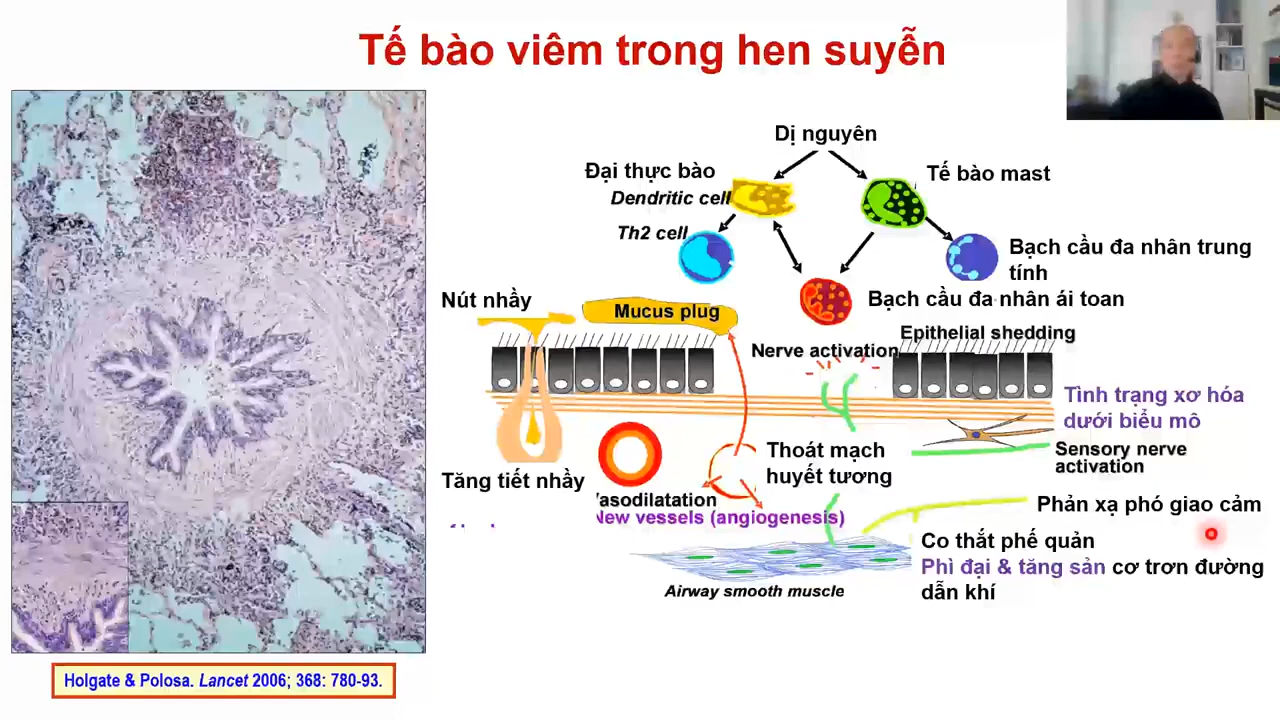 Tế bào viêm trong hen suyễn
Dị nguyên
Đại thực bào
Tế bào mast
Dendritic cell
Th2 cell
Bạch cầu đa nhân trung
tính
Bạch cầu đa nhân ái toan
Nút nhầy
Mucus plug
Epithelial shedding
Nerve activation
Tình trạng xơ hóa
dưới biểu mô
Sensory nerve
activation
Thoát mạch
huyết tương
Tăng tiết nhầy
asodilatation
New vessels (angiogenesis)
Phản xạ phó giao cảm
Co thắt phế quản
Phì đại & tăng sản cơ trơn đường
dẫn khí
Airway smooth muscle
Holgate & Polosa. Lancet 2006; 368: 780-93.